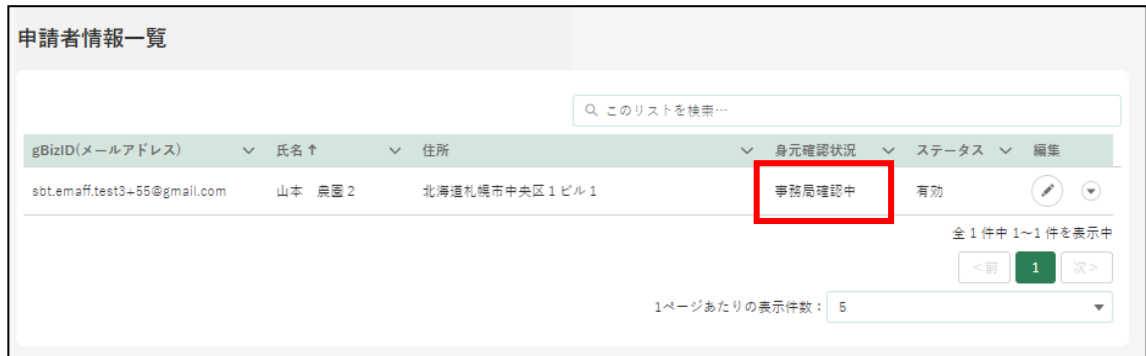 申請者情報一覧
このリストを検索…
gBizID(メールアドレス) 氏名↑ 住所 身元確認状況 ステータス 編集
sbt.emaff.test3+55@gmail.com 山本 農園2 北海道札幌市中央区1ビル1 事務局確認中 有効
全1件中1~1件を表示中
<前 1 次>
1ページあたりの表示件数： 5